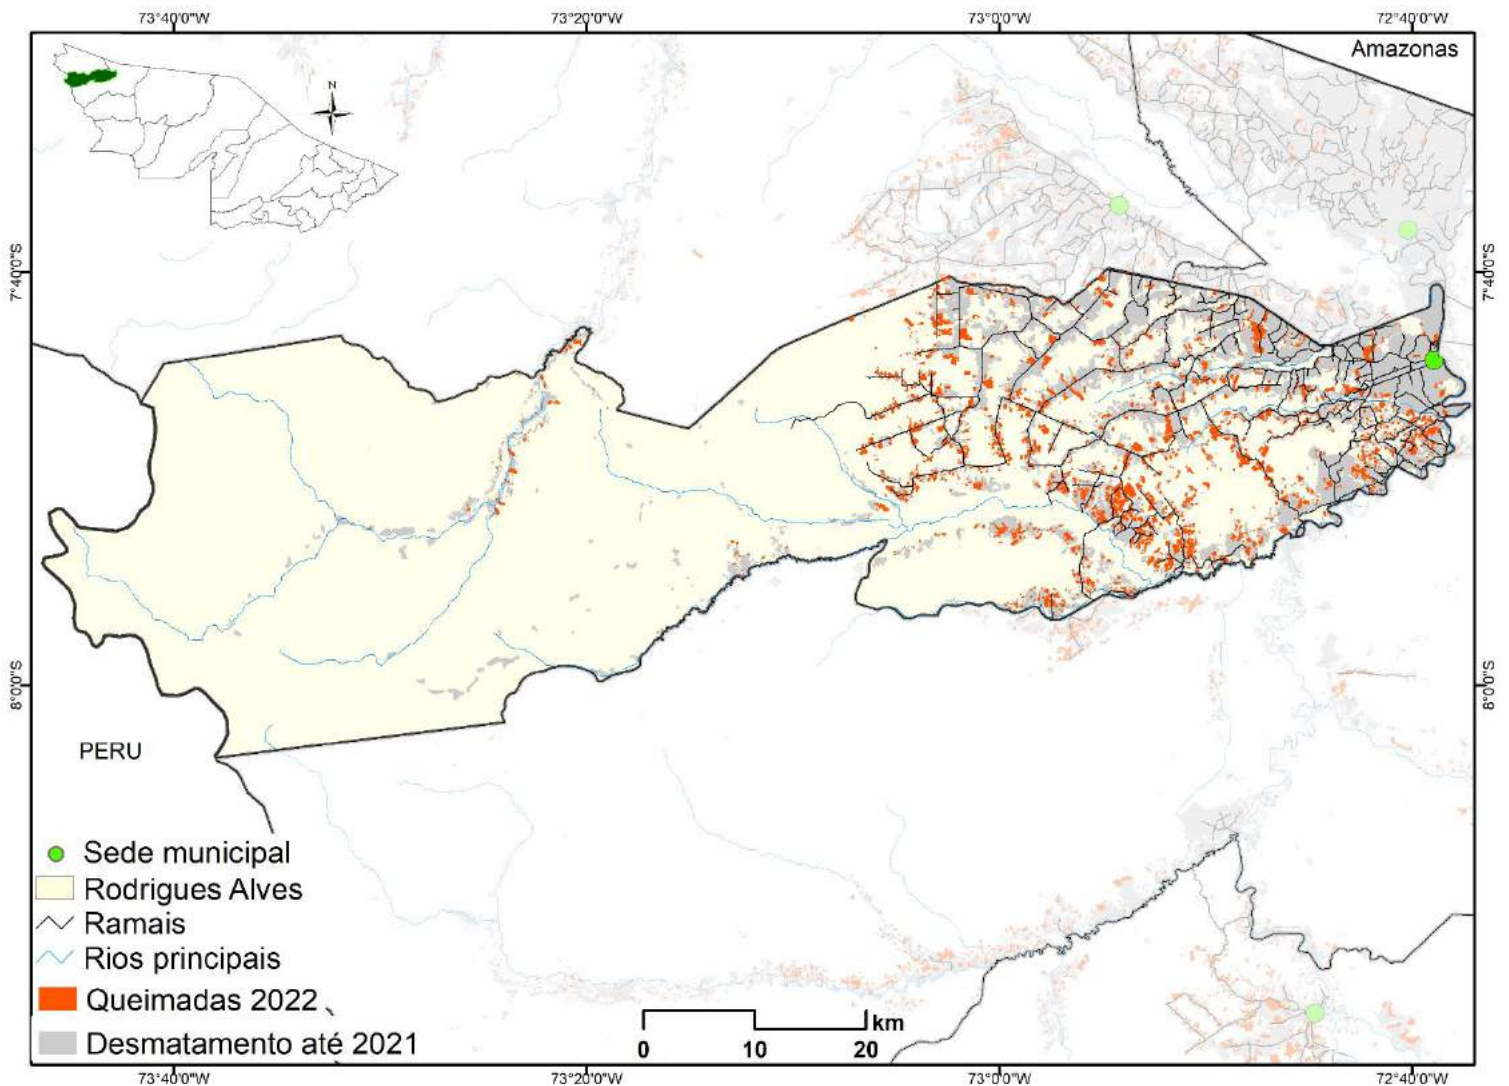 73°40'0"W
73°20'0"W
73°0'0"W
72°40'0"W
Amazonas
N
7°40'0"S
7°40'0"S
8°0'0"S
8°0'0"S
PERU
Sede municipal
Rodrigues Alves
Ramais
Rios principais
Queimadas 2022
Desmatamento até 2021
km
0 10 20
73°40'0"W
73°20'0"W
73°0'0"W
72°40'0"W